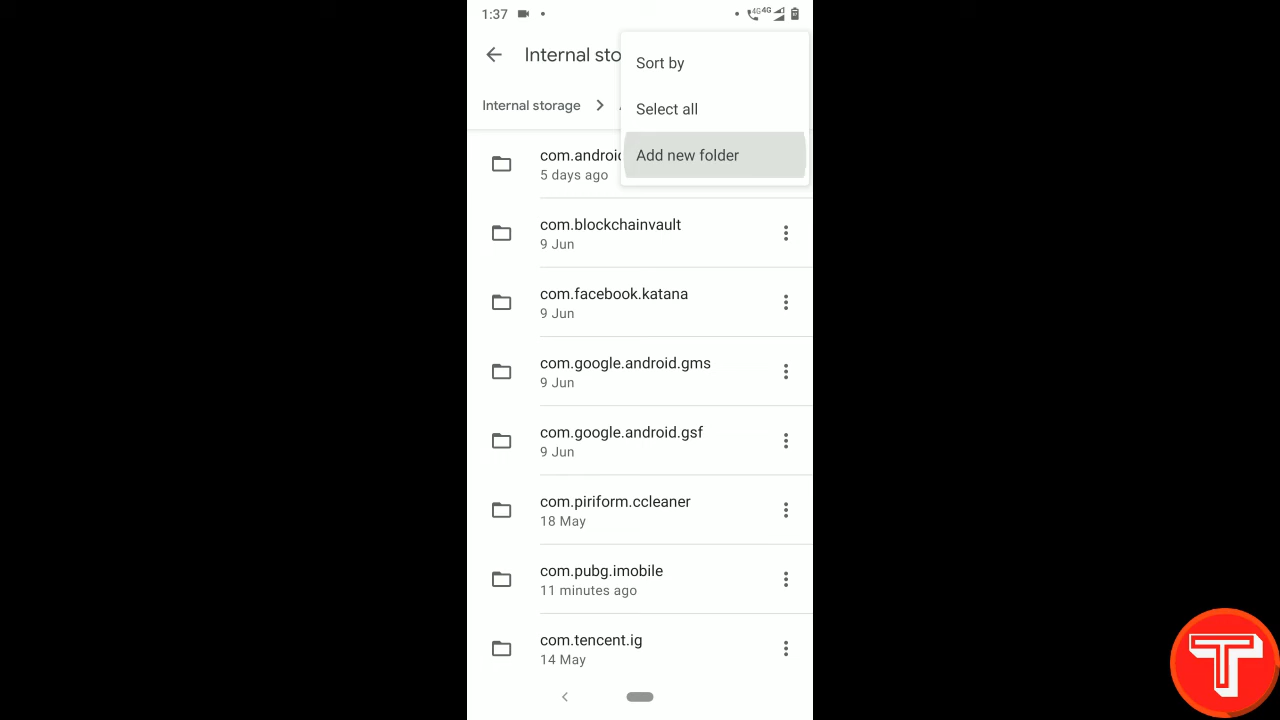 1:37
4G 4G
Internal sto
Sort by
Internal storage
Select all
Add new folder
com.androi
5 days ago
com.blockchainvault
9 Jun
com.facebook.katana
9 Jun
com.google.android.gms
9 Jun
com.google.android.gsf
9 Jun
com.piriform.ccleaner
18 May
com.pubg.imobile
11 minutes ago
com.tencent.ig
14 May
T